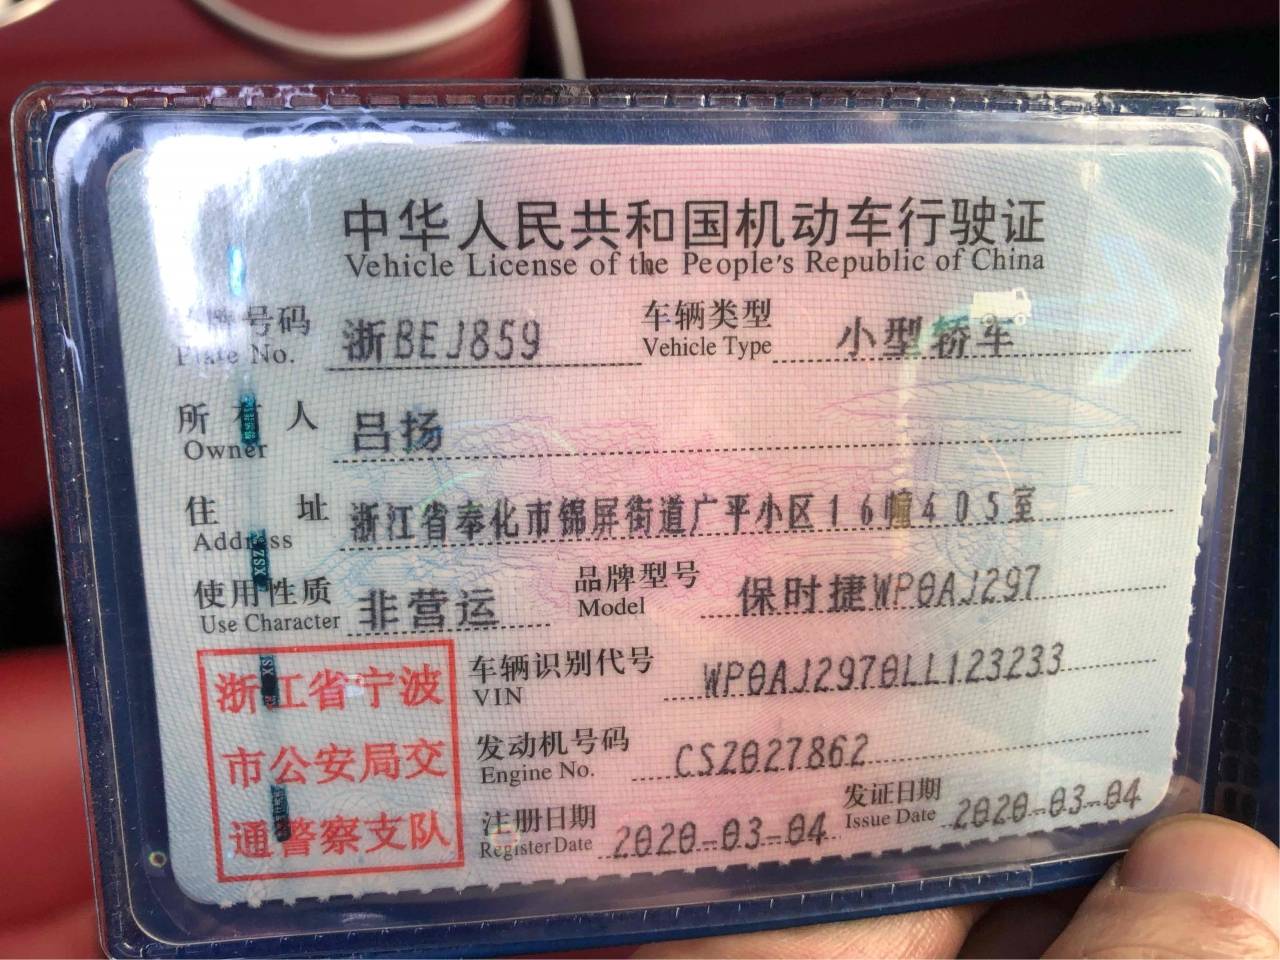 中华人民共和国机动车行驶证
Vehicle License of the People's Republic of China
号码 浙BEJ859 车辆类型 小型轿车
Plate No. Vehicle Type
所有人 吕扬
Owner
住址 浙江省奉化市锦屏街道广平小区16幢405室
Address
使用性质 非营运 品牌型号 保时捷WP0AJ297
Use Character Model
浙江省宁波
市公安局交
通警察支队
车辆识别代号 WP0AJ2970LL123233
VIN
发动机号码 CSZ027862
Engine No.
注册日期 2020-03-04 发证日期 2020-03-04
Register Date Issue Date